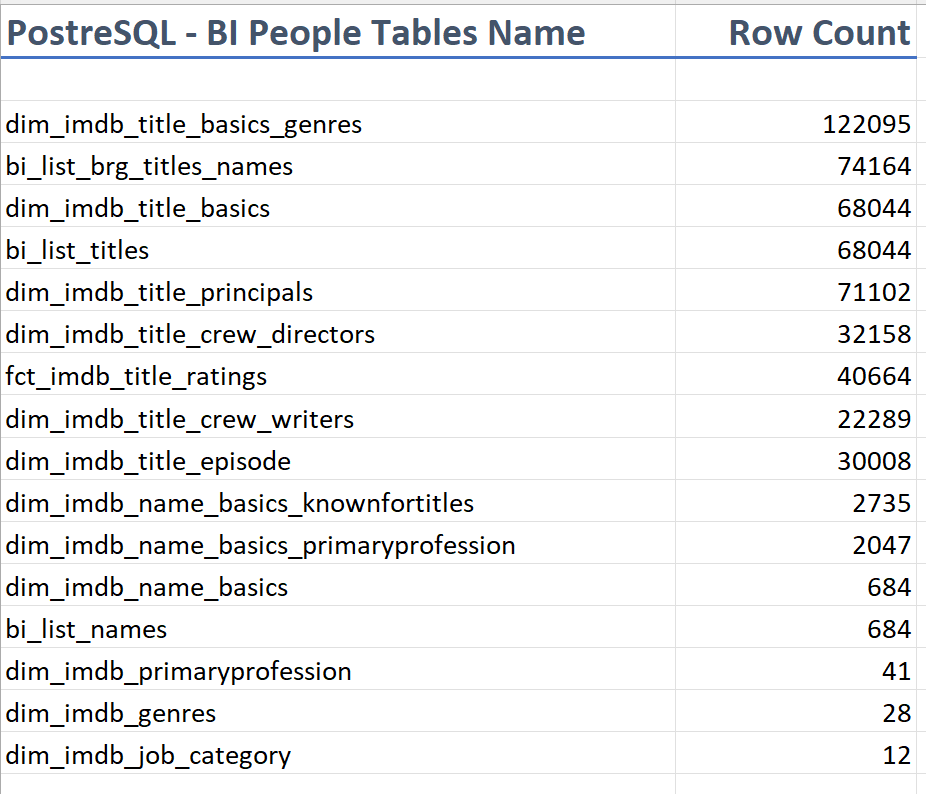 PostreSQL - BI People Tables Name Row Count
dim_imdb_title_basics_genres 122095
bi_list_brg_titles_names 74164
dim_imdb_title_basics 68044
bi_list_titles 68044
dim_imdb_title_principals 71102
dim_imdb_title_crew_directors 32158
fct_imdb_title_ratings 40664
dim_imdb_title_crew_writers 22289
dim_imdb_title_episode 30008
dim_imdb_name_basics_knownfortitles 2735
dim_imdb_name_basics_primaryprofession 2047
dim_imdb_name_basics 684
bi_list_names 684
dim_imdb_primaryprofession 41
dim_imdb_genres 28
dim_imdb_job_category 12